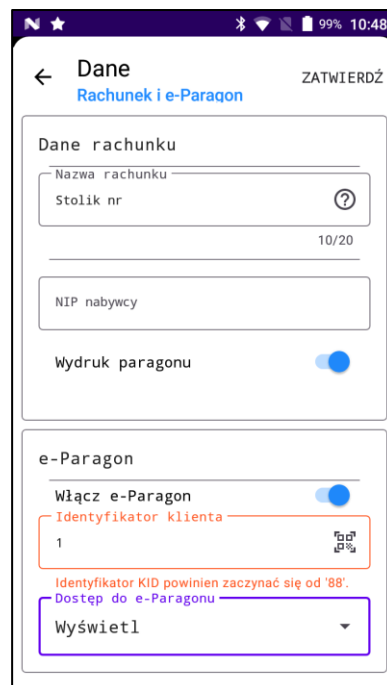 99% 10:48
Dane
ZATWIERDŹ
Rachunek i e-Paragon
Dane rachunku
Nazwa rachunku
Stolik nr
10/20
NIP nabywcy
Wydruk paragonu
e-Paragon
Włącz e-Paragon
Identyfikator klienta
1
Identyfikator KID powinien zaczynać się od '88'.
Dostęp do e-Paragonu
Wyświetl